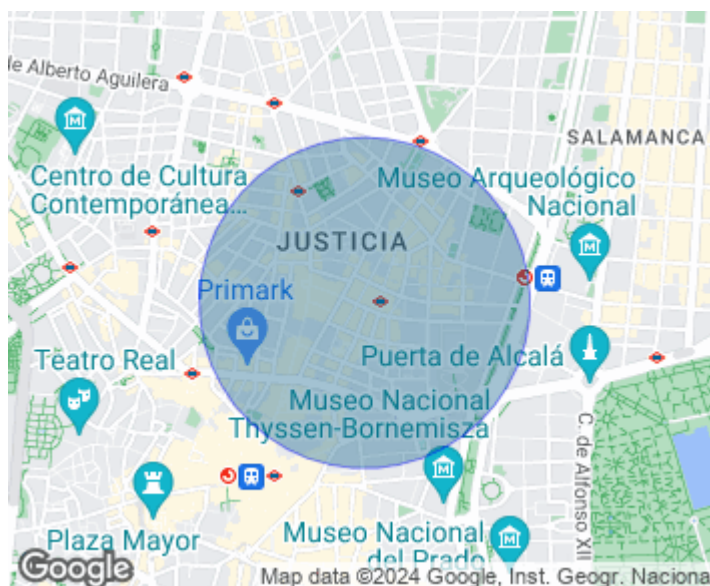 de Alberto Aguilera
SALAMANCA
Centro de Cultura
Contemporánea...
Museo Arqueológico
Nacional
JUSTICIA
Primark
Teatro Real
Puerta de Alcalá
Museo Nacional
Thyssen-Bornemisza
C. de Alfonso XII
Plaza Mayor
Museo Nacional
del Prado
Google
Map data ©2024 Google, Inst. Geogr. Naciona